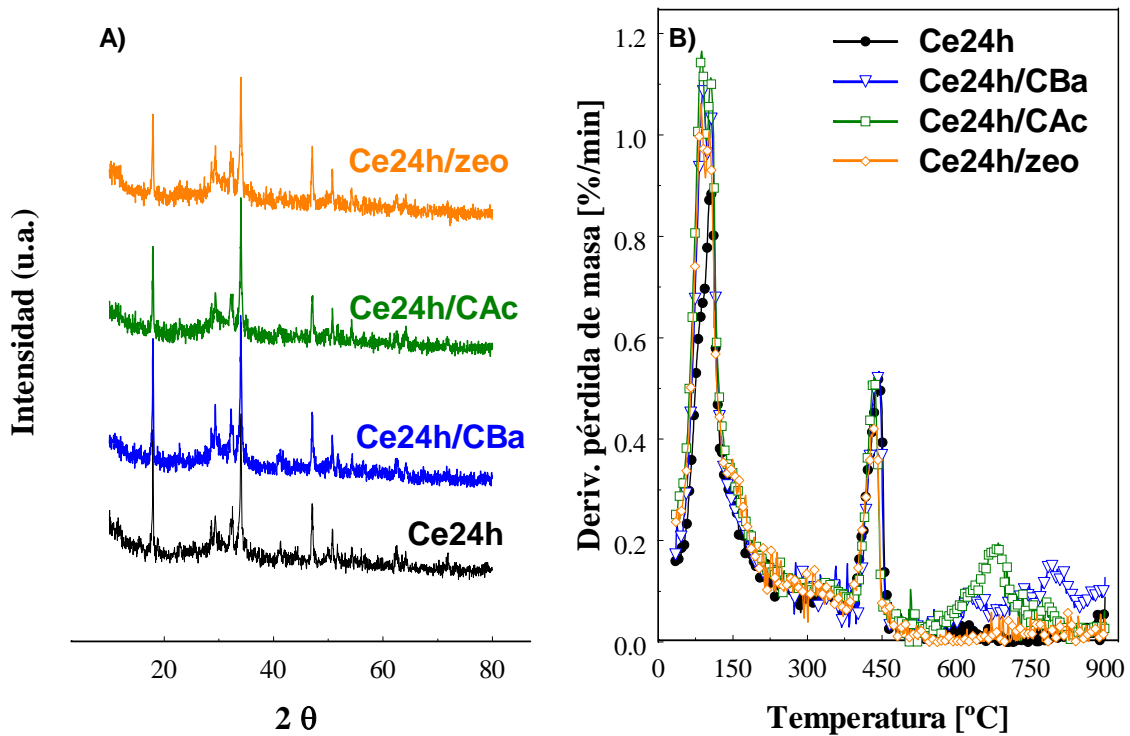 A)
Ce24h/zeo
Ce24h/CAc
Ce24h/CBa
Ce24h
Intensidad (u.a.)
20 40 60 80
2 θ
B)
Ce24h
Ce24h/CBa
Ce24h/CAc
Ce24h/zeo
Deriv. pérdida de masa [%/min]
1.2
1.0
0.8
0.6
0.4
0.2
0.0
0 150 300 450 600 750 900
Temperatura [ºC]